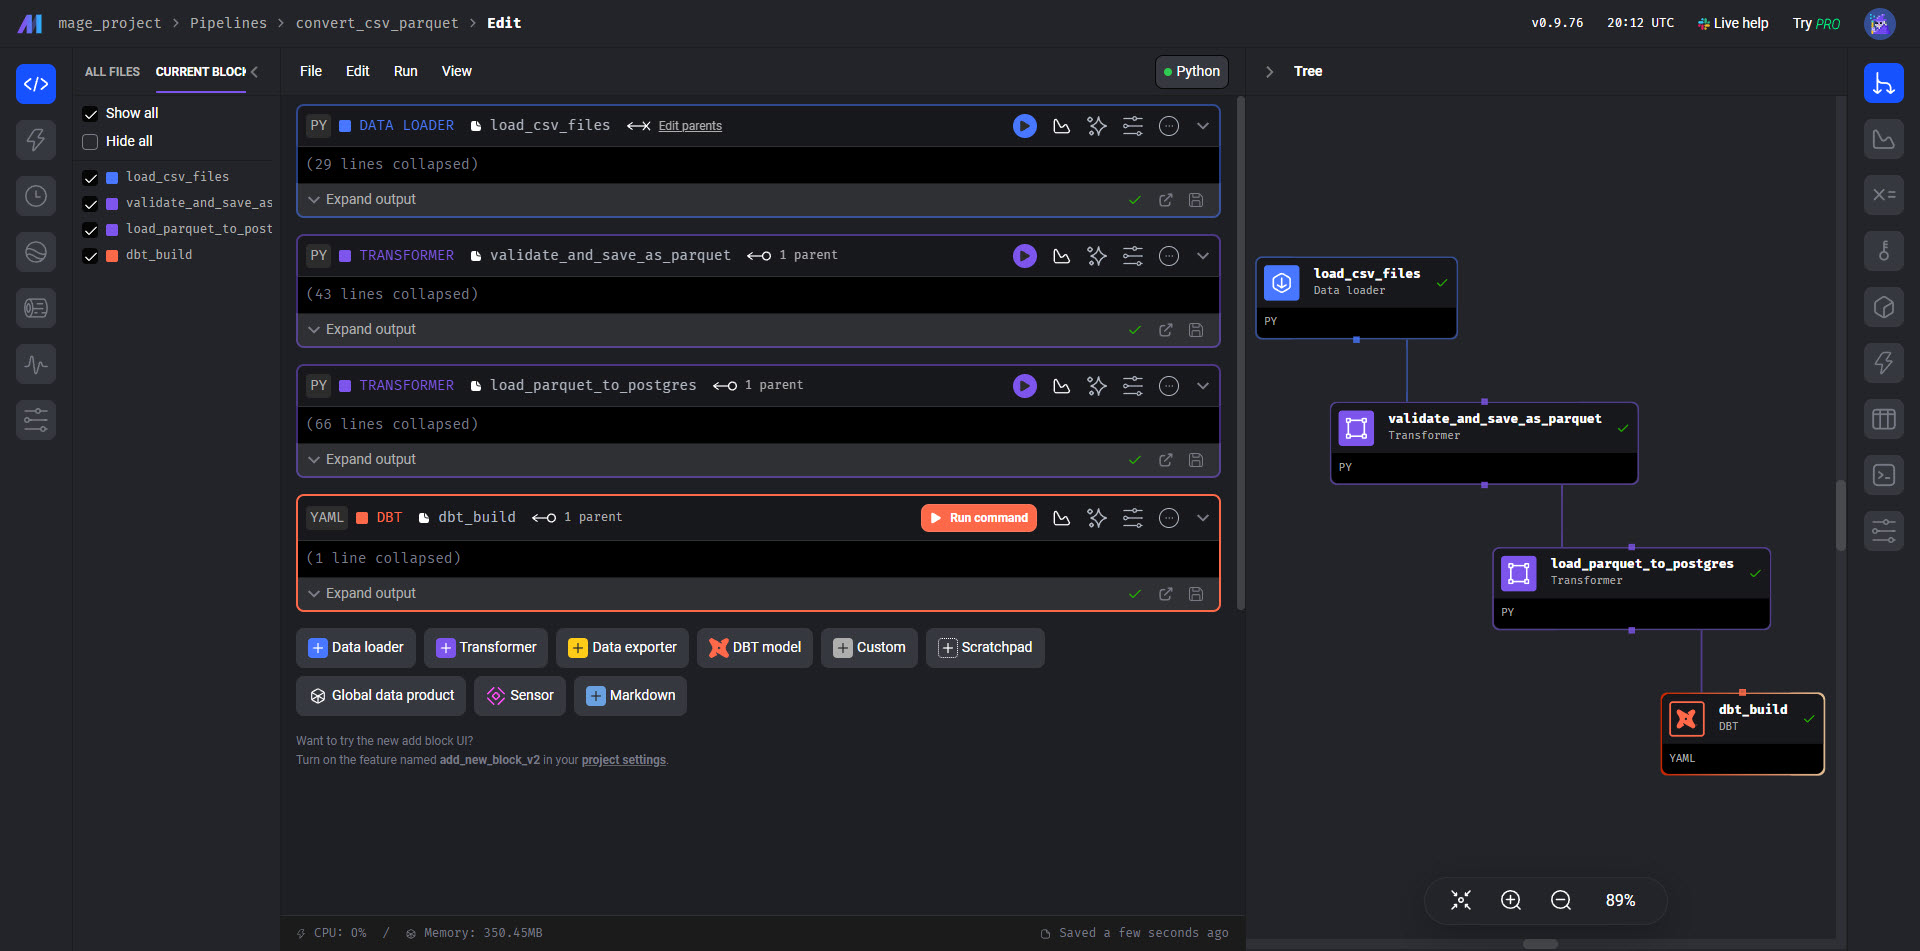 mage_project > Pipelines > convert_csv_parquet > Edit
v0.9.76 20:12 UTC Live help Try PRO
ALL FILES CURRENT BLOCK
Show all
Hide all
load_csv_files
validate_and_save_as
load_parquet_to_post
dbt_build
File Edit Run View Python
PY DATA LOADER load_csv_files Edit parents
(29 lines collapsed)
Expand output
PY TRANSFORMER validate_and_save_as_parquet 1 parent
(43 lines collapsed)
Expand output
PY TRANSFORMER load_parquet_to_postgres 1 parent
(66 lines collapsed)
Expand output
YAML DBT dbt_build 1 parent Run command
(1 line collapsed)
Expand output
Data loader Transformer Data exporter DBT model Custom Scratchpad
Global data product Sensor Markdown
Want to try the new add block UI?
Turn on the feature named add_new_block_v2 in your project settings.
CPU: 0% / Memory: 350.45MB Saved a few seconds ago
Tree
load_csv_files
Data loader
PY
validate_and_save_as_parquet
Transformer
PY
load_parquet_to_postgres
Transformer
PY
dbt_build
DBT
YAML
89%